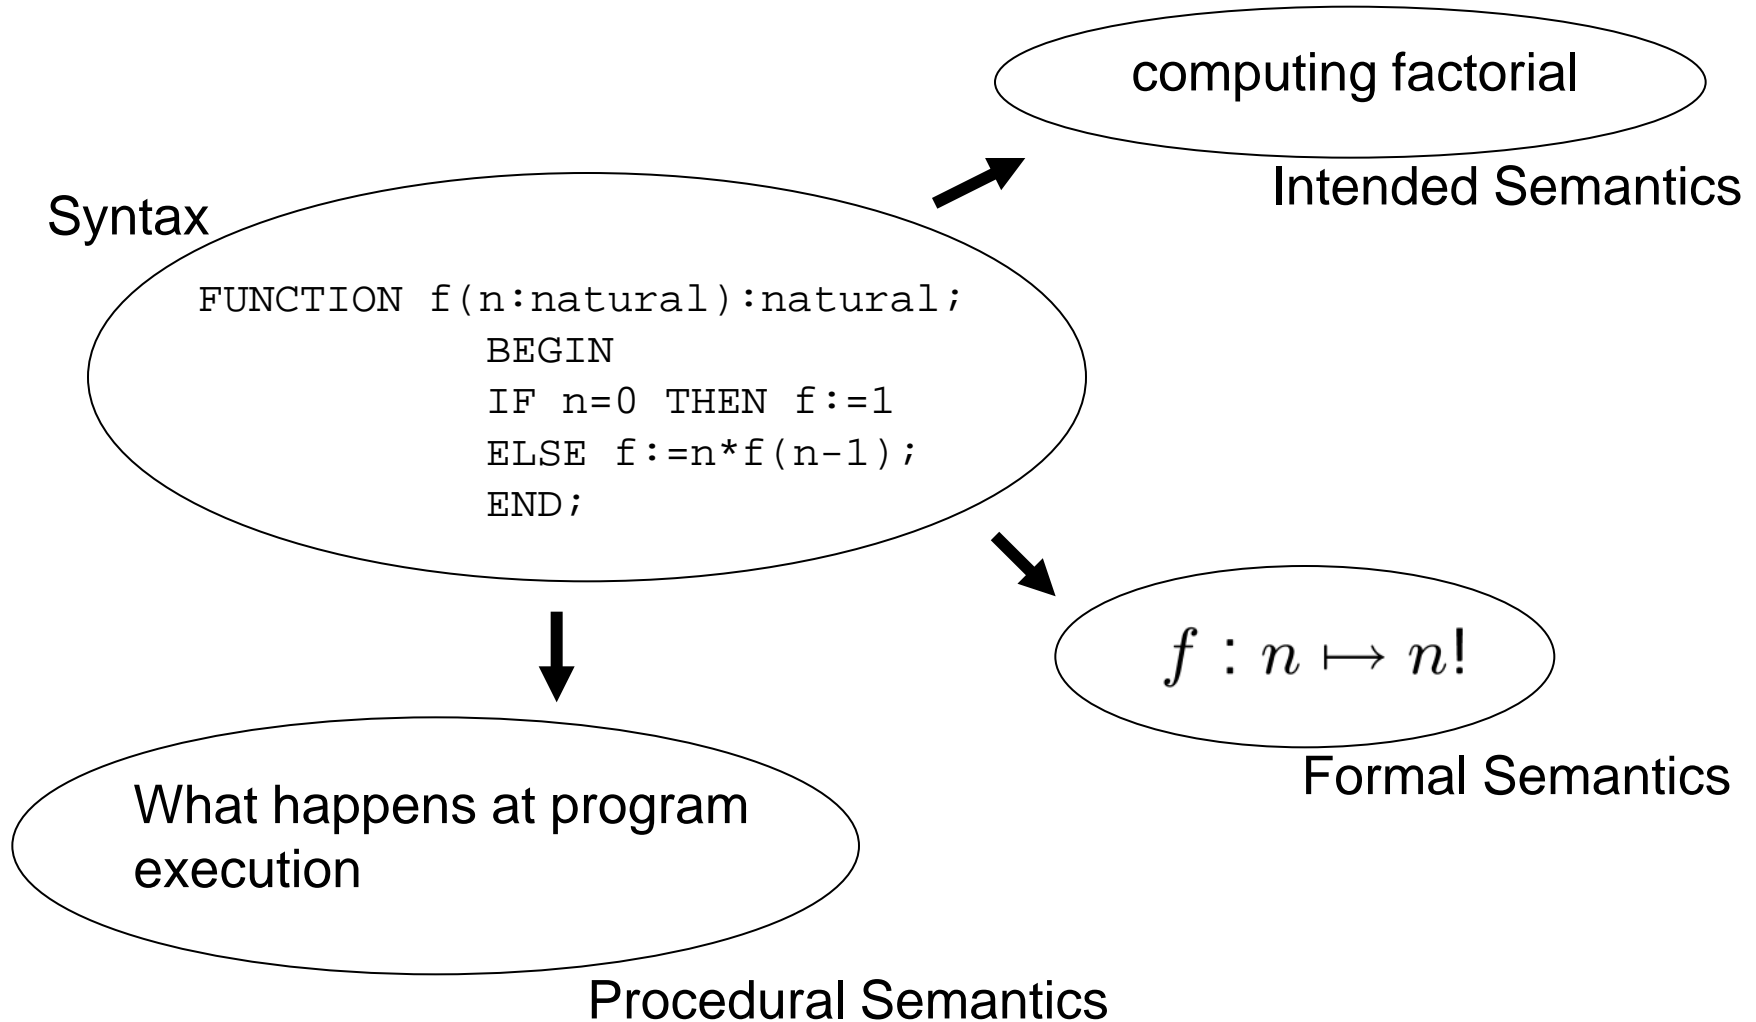 computing factorial
Intended Semantics
Syntax
FUNCTION f(n:natural):natural;
BEGIN
IF n=0 THEN f:=1
ELSE f:=n*f(n-1);
END;
f : n ↦ n!
Formal Semantics
What happens at program
execution
Procedural Semantics